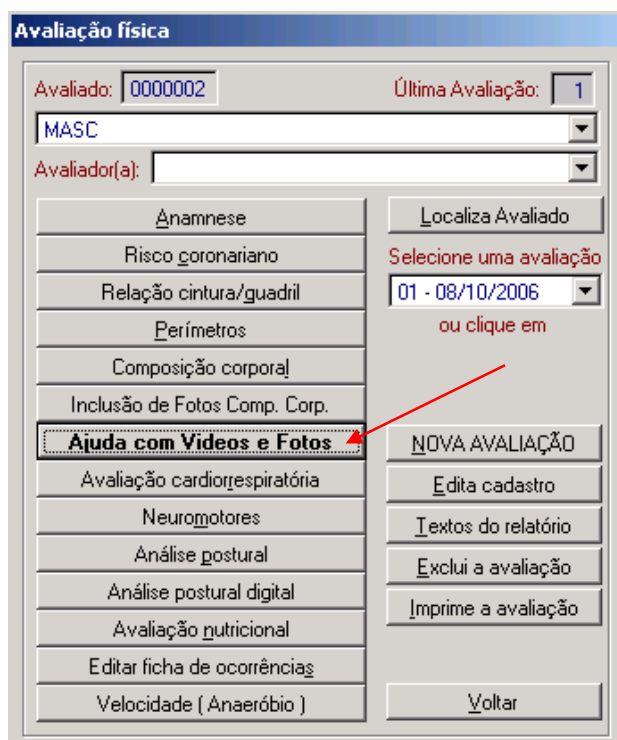 Avaliação física
Avaliado: 0000002 Última Avaliação: 1
MASC
Avaliador(a):
Anamnese
Risco coronariano
Relação cintura/guadril
Perímetros
Composição corporal
Inclusão de Fotos Comp. Corp.
Ajuda com Videos e Fotos
Avaliação cardiorrespiratória
Neuromotores
Análise postural
Análise postural digital
Avaliação nutricional
Editar ficha de ocorrências
Velocidade ( Anaeróbio )
Localiza Avaliado
Selecione uma avaliação
01 - 08/10/2006
ou clique em
NOVA AVALIAÇÃO
Edita cadastro
Textos do relatório
Exclui a avaliação
Imprime a avaliação
Voltar